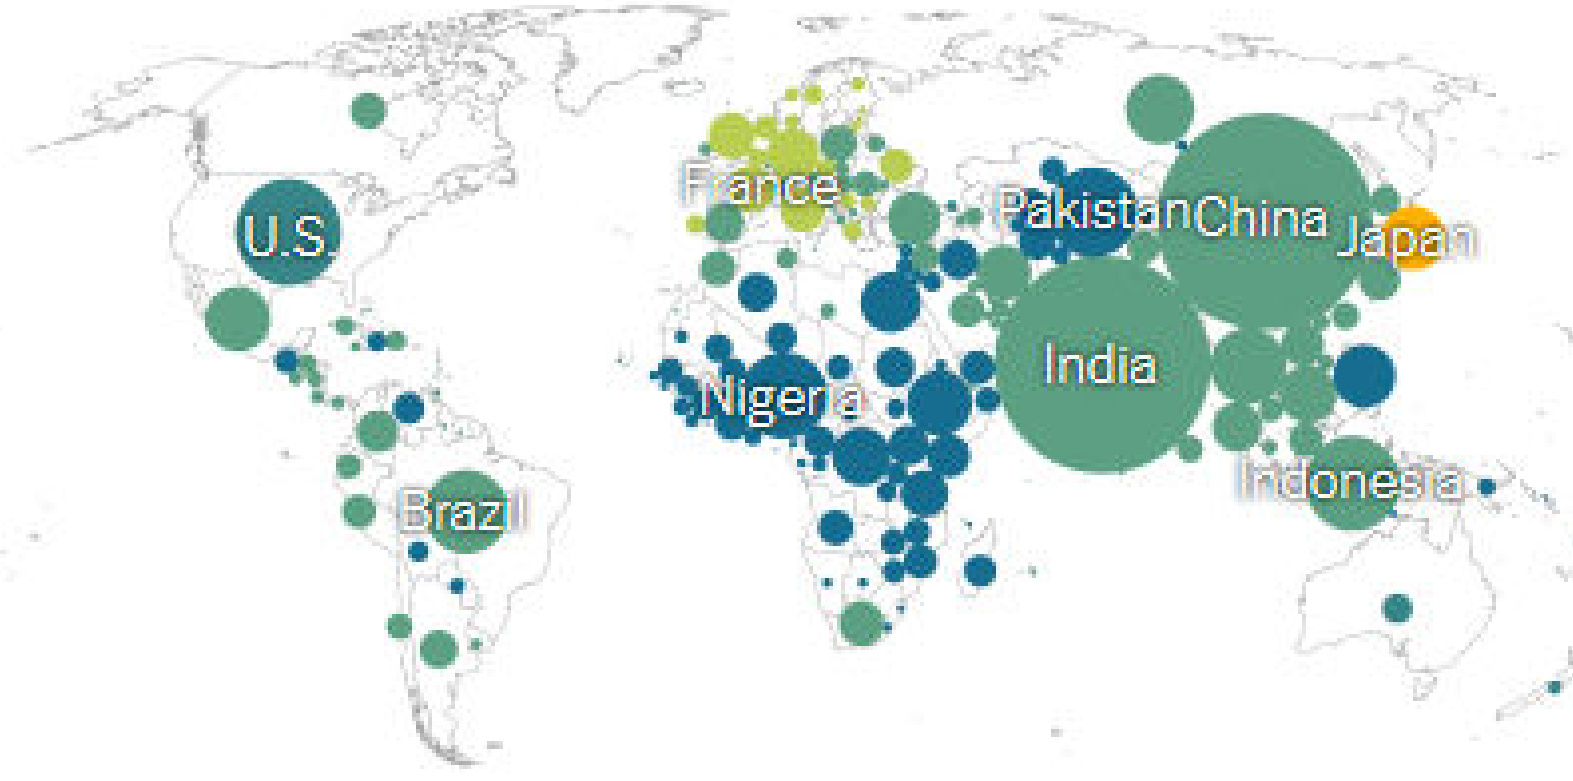 France
U.S.
Pakistan
China
Japan
India
Nigeria
Indonesia
Brazil